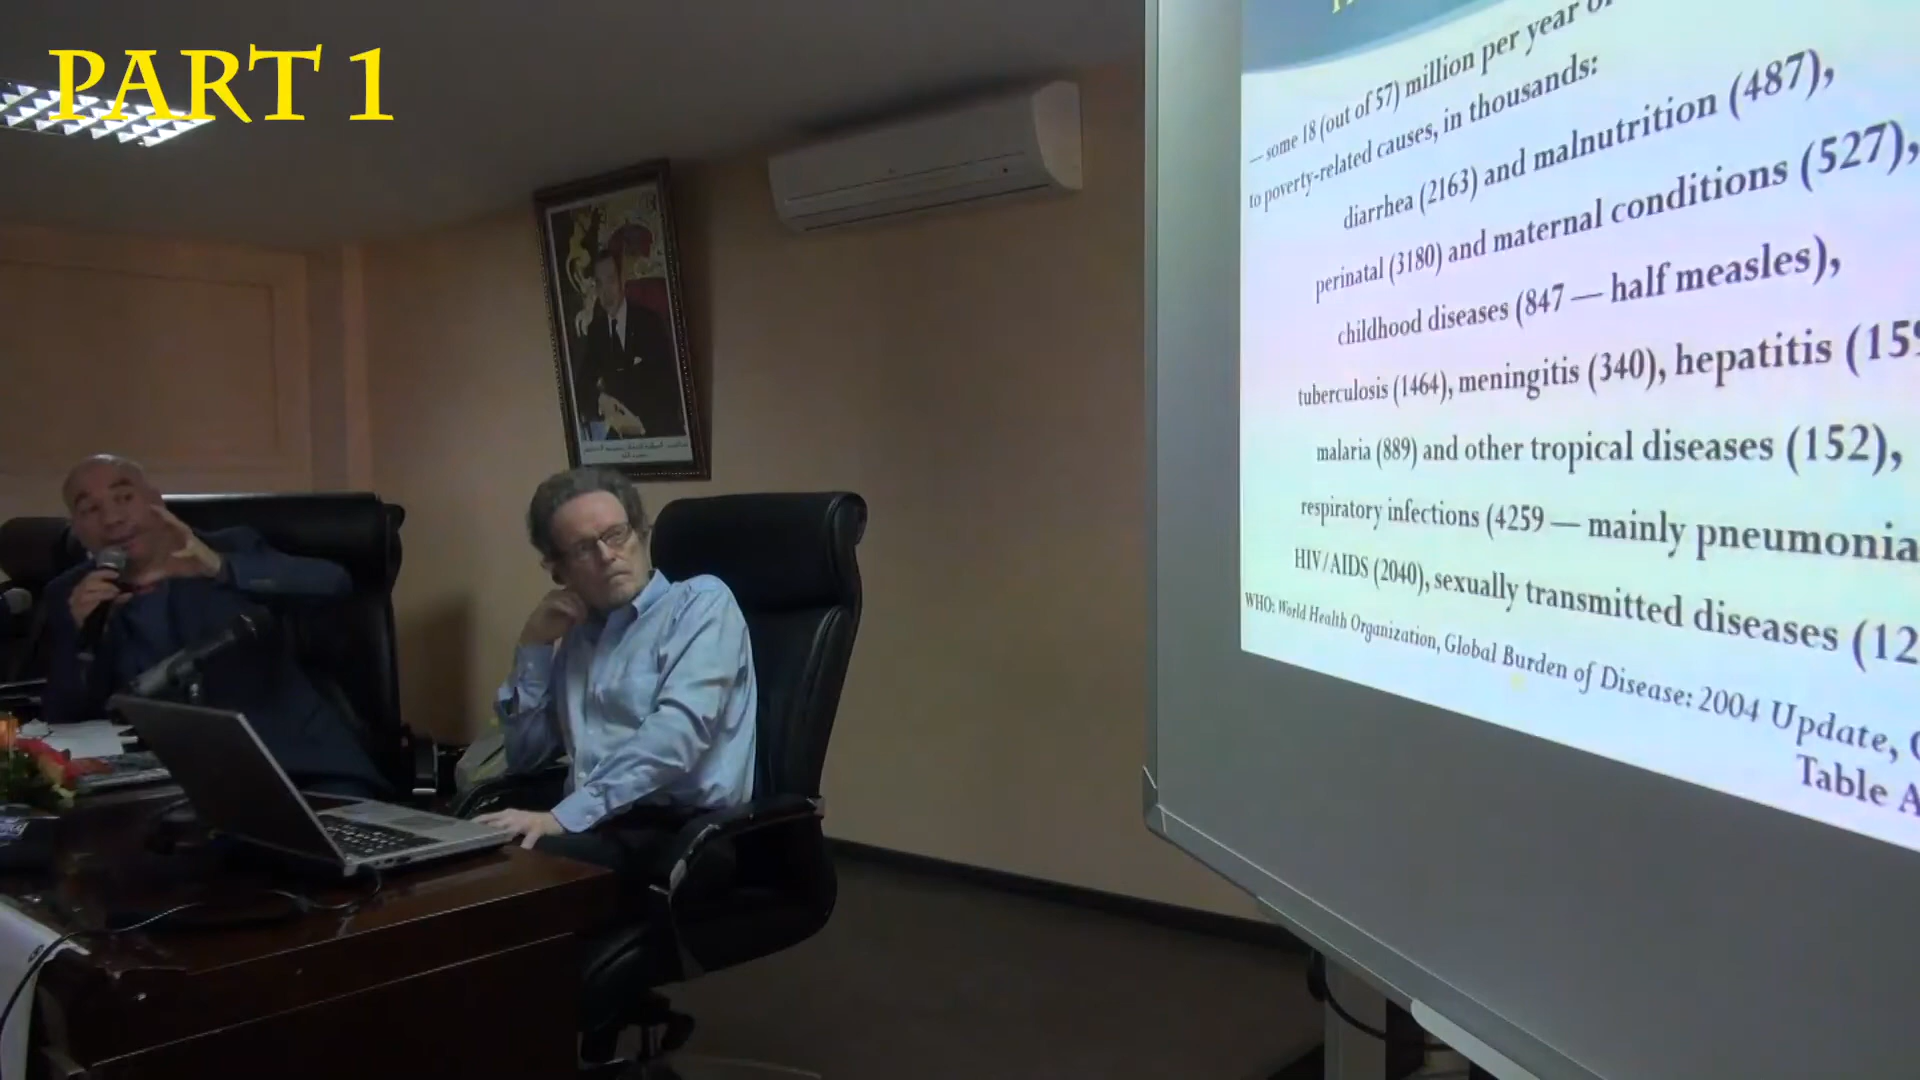 PART 1
— some 18 (out of 57) million per year
to poverty-related causes, in thousands:
diarrhea (2163) and malnutrition (487),
perinatal (3180) and maternal conditions (527),
childhood diseases (847 — half measles),
tuberculosis (1464), meningitis (340), hepatitis (159
malaria (889) and other tropical diseases (152),
respiratory infections (4259 — mainly pneumonia
HIV/AIDS (2040), sexually transmitted diseases (12
WHO: World Health Organization, Global Burden of Disease: 2004 Update,
Table A